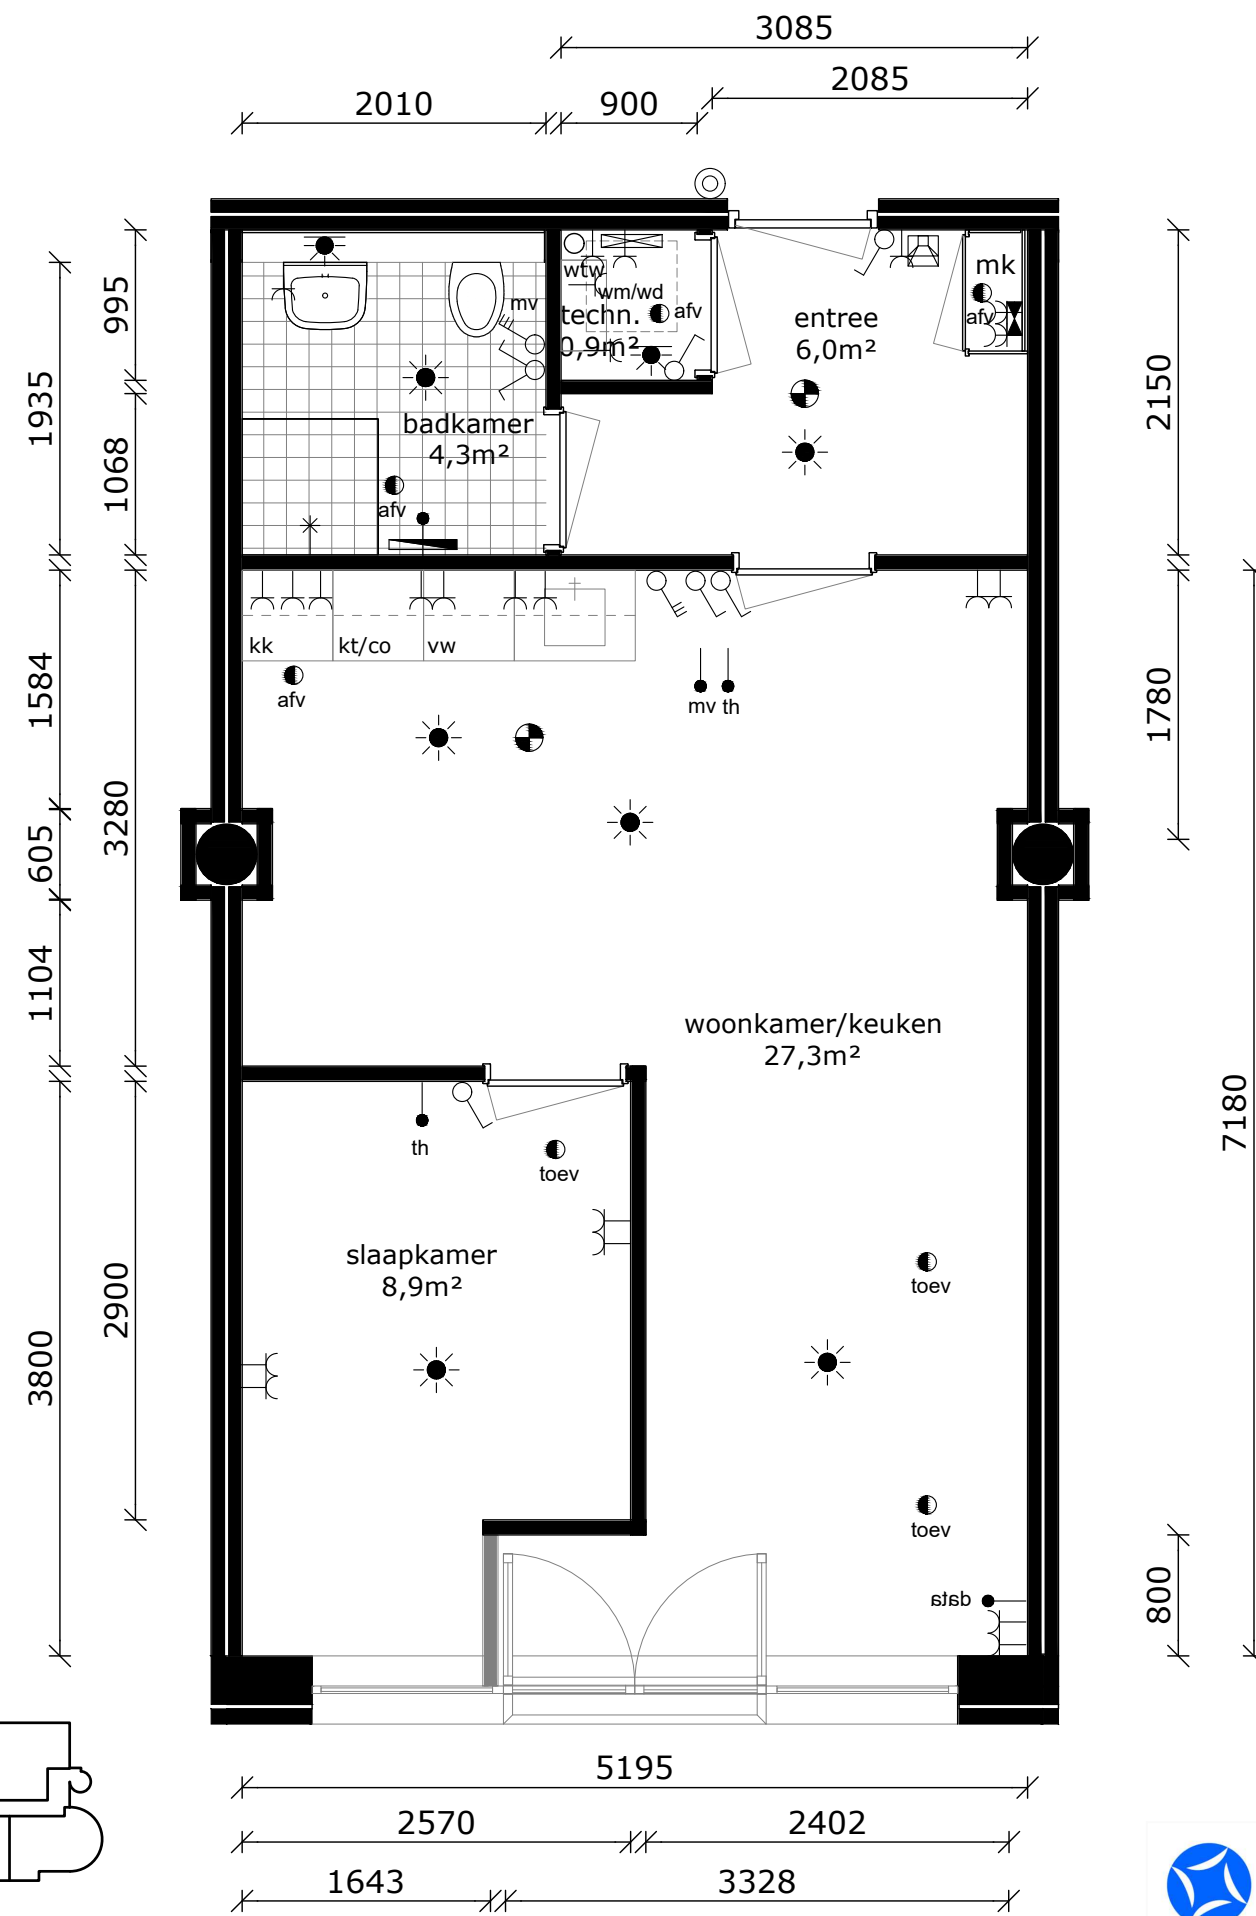 3085
2085
2010
900
995
1935
1068
2150
wtw
wm/wd
mv
techn.
0,9m²
afv
entree
6,0m²
mk
afv
badkamer
4,3m²
afv
kk
kt/co
vw
afv
mv
th
1584
605
1104
3280
1780
woonkamer/keuken
27,3m²
7180
th
toev
slaapkamer
8,9m²
toev
2900
3800
toev
data
800
5195
2570
2402
1643
3328